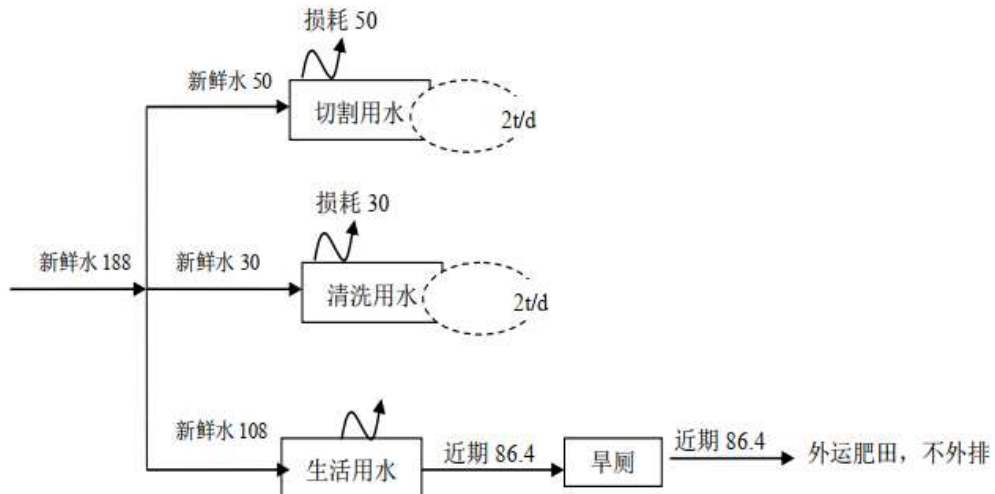 损耗 50
新鲜水 50
切割用水
2t/d
损耗 30
新鲜水 188
新鲜水 30
清洗用水
2t/d
新鲜水 108
生活用水
近期 86.4
旱厕
近期 86.4
外运肥田，不外排